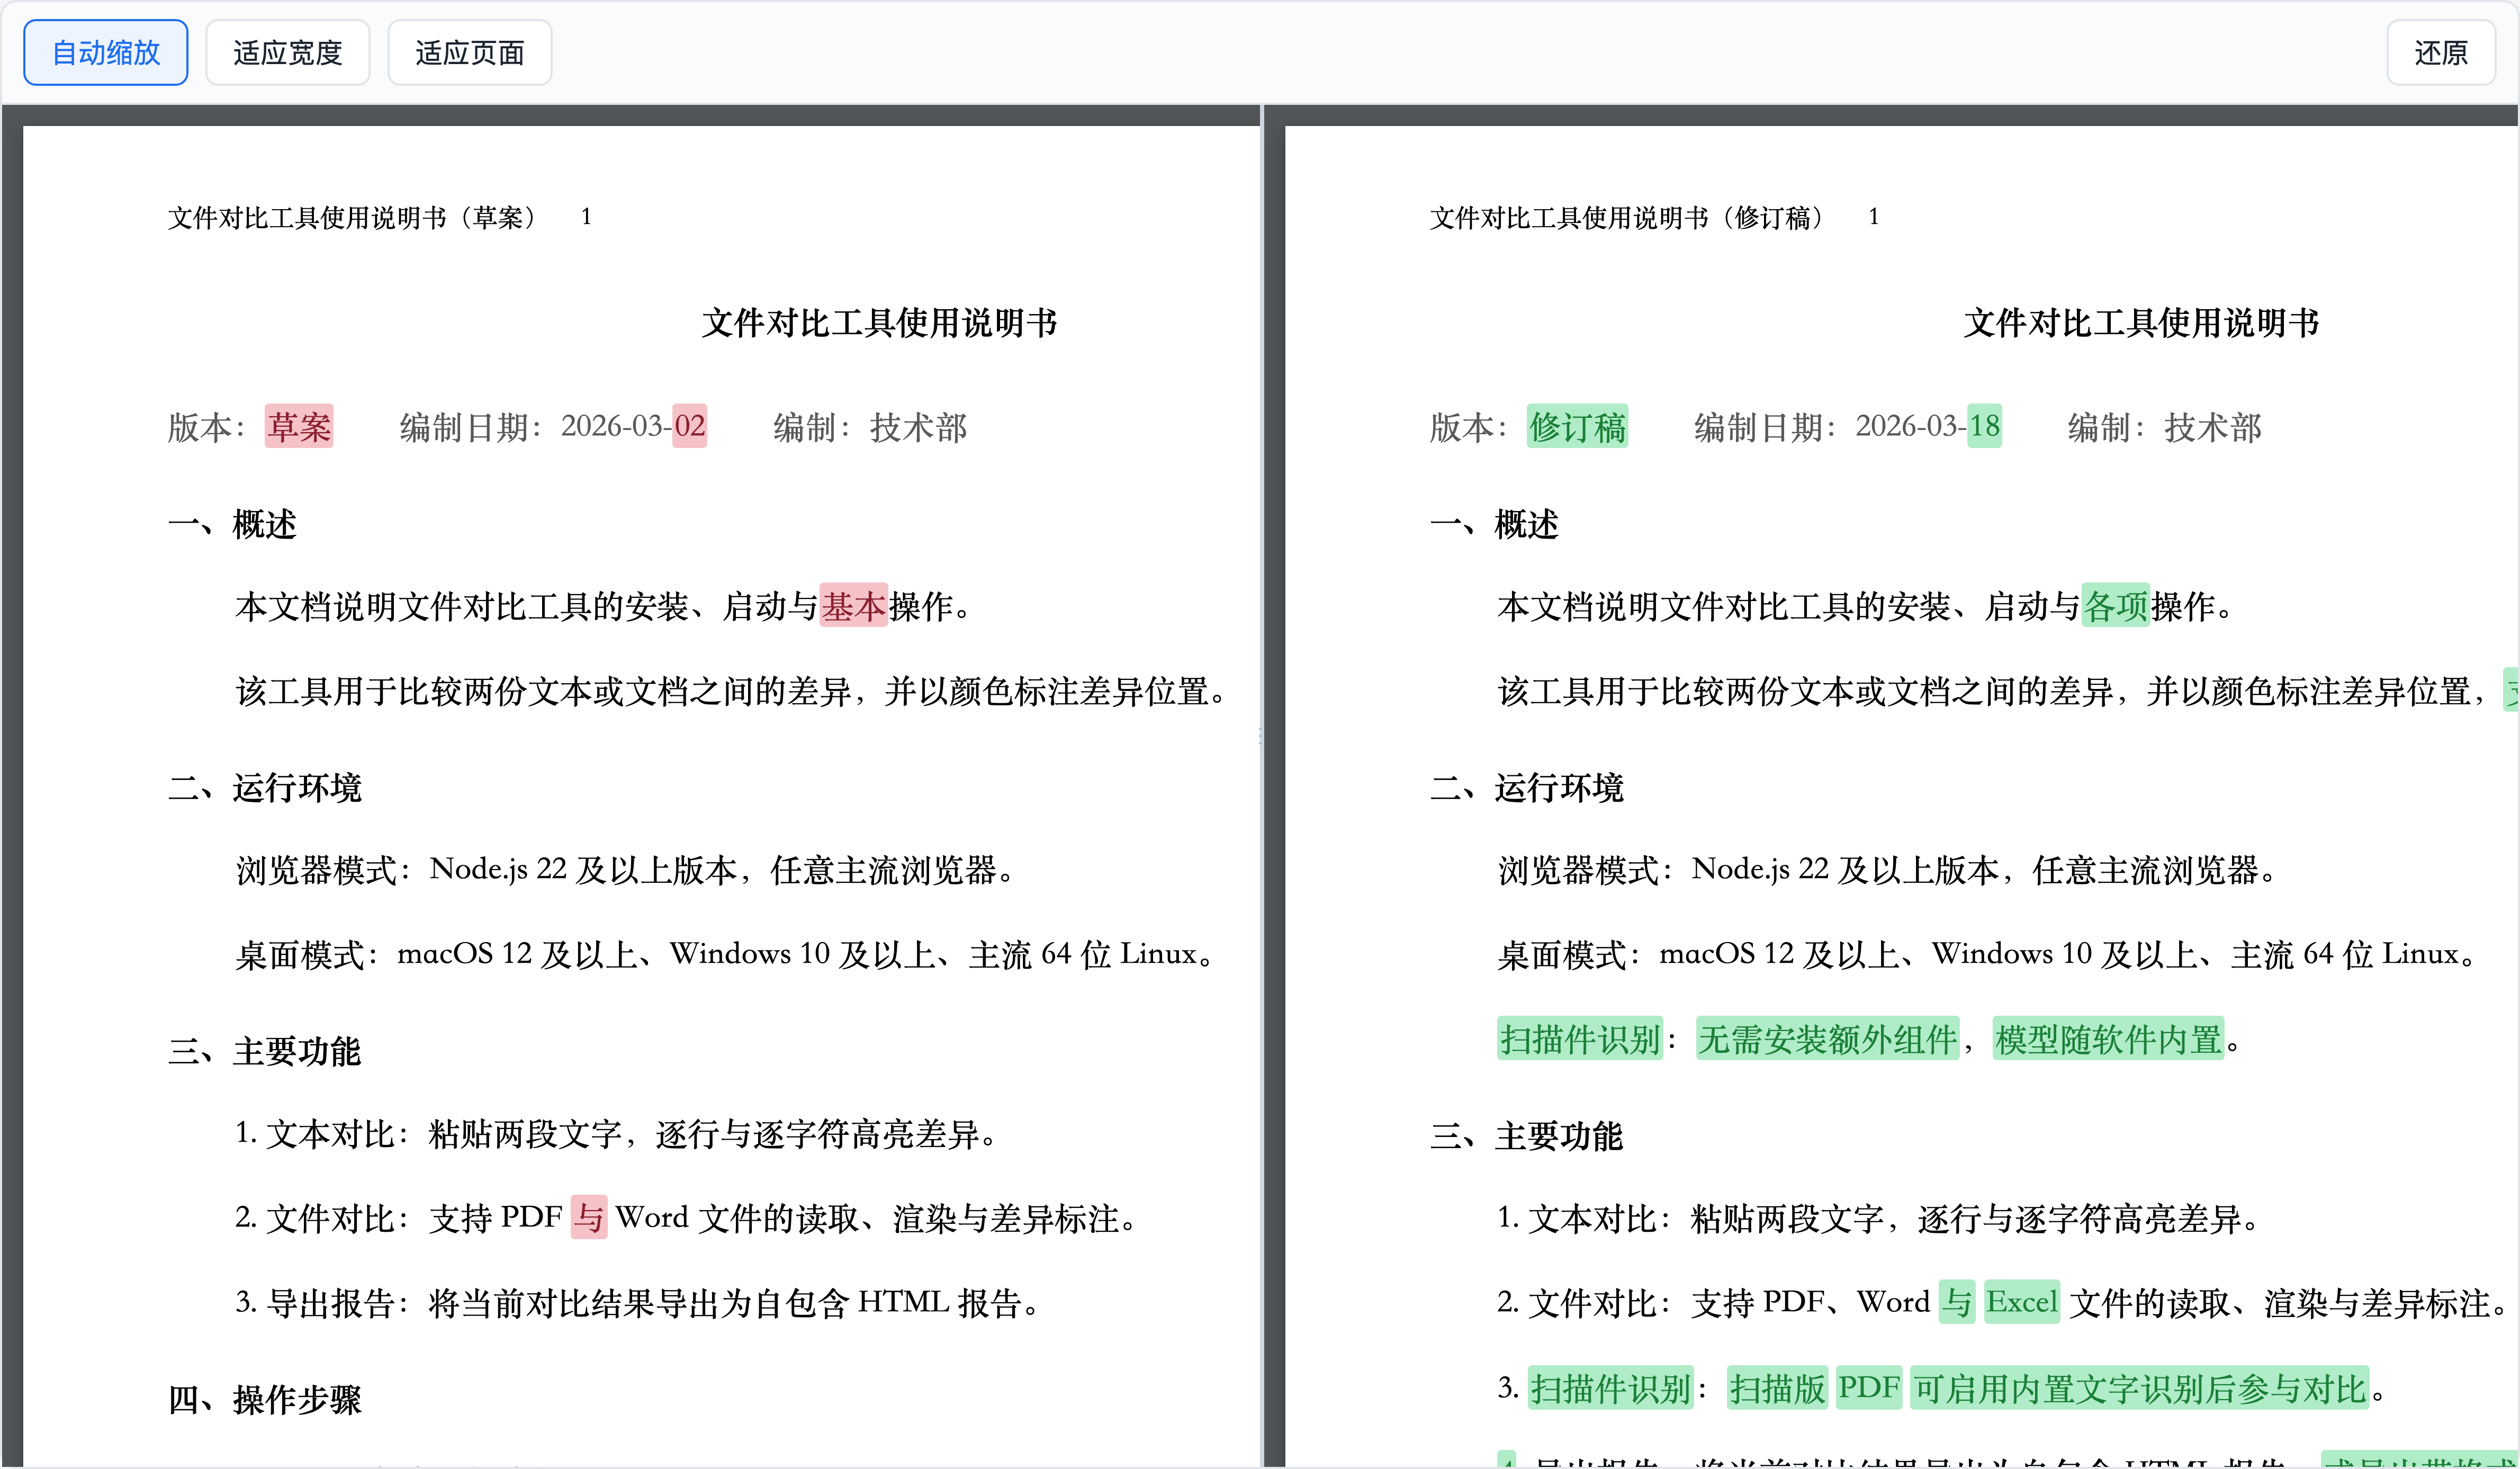 自动缩放 适应宽度 适应页面 还原
文件对比工具使用说明书（草案） 1
文件对比工具使用说明书
版本：草案 编制日期：2026-03-02 编制：技术部
一、概述
本文档说明文件对比工具的安装、启动与基本操作。
该工具用于比较两份文本或文档之间的差异，并以颜色标注差异位置。
二、运行环境
浏览器模式：Node.js 22 及以上版本，任意主流浏览器。
桌面模式：macOS 12 及以上、Windows 10 及以上、主流 64 位 Linux。
三、主要功能
1. 文本对比：粘贴两段文字，逐行与逐字符高亮差异。
2. 文件对比：支持 PDF 与 Word 文件的读取、渲染与差异标注。
3. 导出报告：将当前对比结果导出为自包含 HTML 报告。
四、操作步骤
文件对比工具使用说明书（修订稿） 1
文件对比工具使用说明书
版本：修订稿 编制日期：2026-03-18 编制：技术部
一、概述
本文档说明文件对比工具的安装、启动与各项操作。
该工具用于比较两份文本或文档之间的差异，并以颜色标注差异位置，
二、运行环境
浏览器模式：Node.js 22 及以上版本，任意主流浏览器。
桌面模式：macOS 12 及以上、Windows 10 及以上、主流 64 位 Linux。
扫描件识别：无需安装额外组件，模型随软件内置。
三、主要功能
1. 文本对比：粘贴两段文字，逐行与逐字符高亮差异。
2. 文件对比：支持 PDF、Word 与 Excel 文件的读取、渲染与差异标注。
3. 扫描件识别：扫描版 PDF 可启用内置文字识别后参与对比。